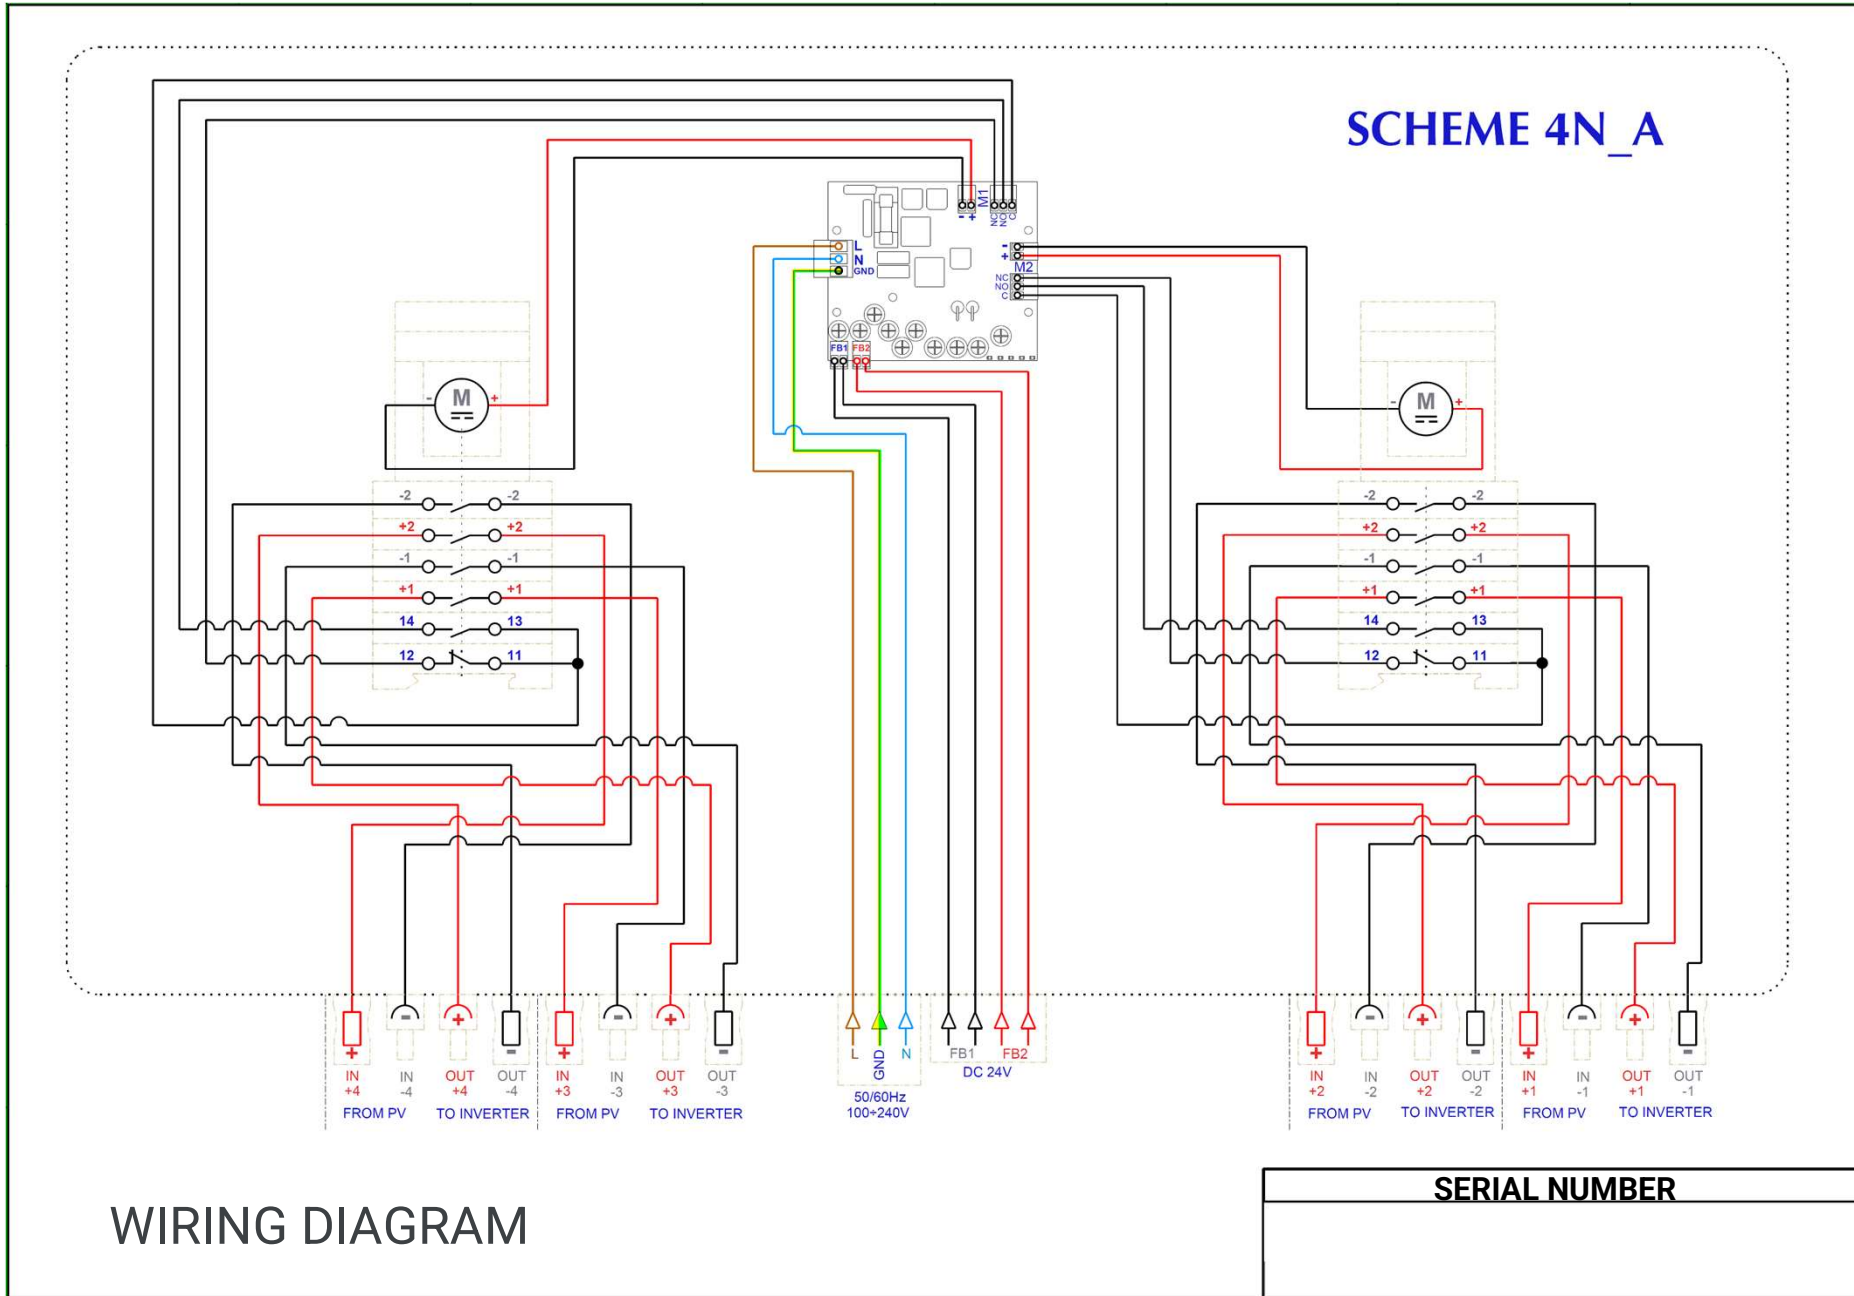 SCHEME 4N_A
M1
- +
NC NO C
L
N
GND
-
+
M2
NC
NO
C
FB1 FB2
- M +
- M +
-2 -2
+2 +2
-1 -1
+1 +1
14 13
12 11
-2 -2
+2 +2
-1 -1
+1 +1
14 13
12 11
+ - + - + - + -
IN IN OUT OUT IN IN OUT OUT
+4 -4 +4 -4 +3 -3 +3 -3
FROM PV TO INVERTER FROM PV TO INVERTER
L GND N
50/60Hz
100÷240V
FB1 FB2
DC 24V
+ - + - + - + -
IN IN OUT OUT IN IN OUT OUT
+2 -2 +2 -2 +1 -1 +1 -1
FROM PV TO INVERTER FROM PV TO INVERTER
WIRING DIAGRAM
SERIAL NUMBER